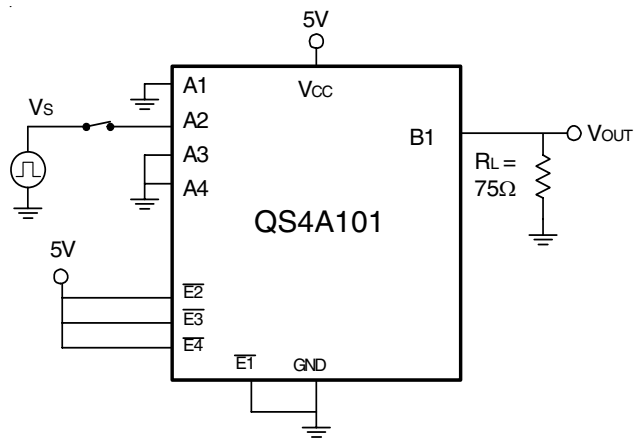 5V
A1
VCC
VS
A2
B1
VOUT
A3
RL =
75Ω
A4
QS4A101
5V
E2
E3
E4
E1
GND